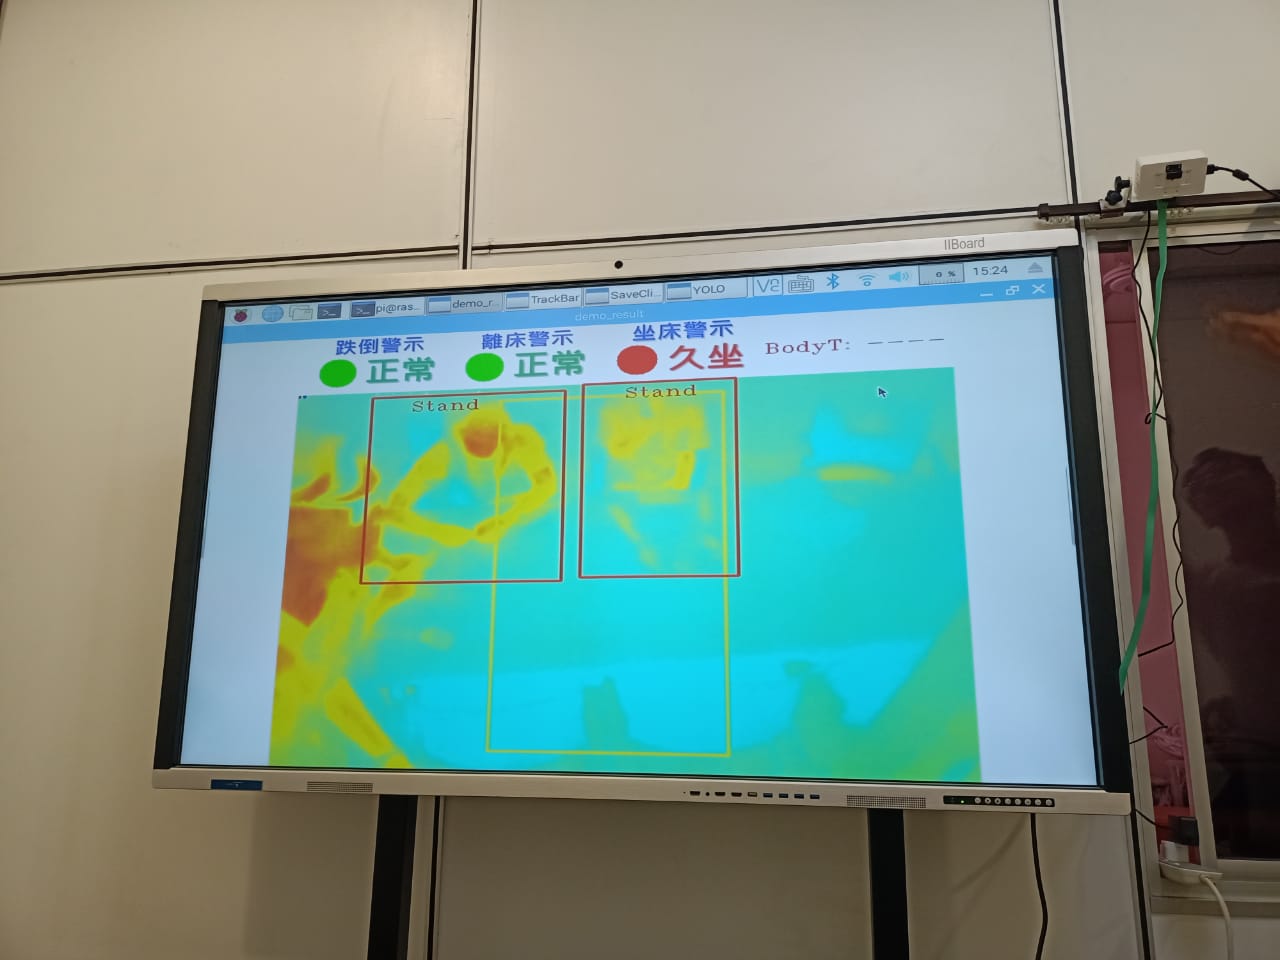 IIBoard
pi@ras...
demo_r...
TrackBar
SaveCli...
YOLO
0 %
15:24
demo_result
跌倒警示
離床警示
坐床警示
正常
正常
久坐
BodyT: ----
Stand
Stand